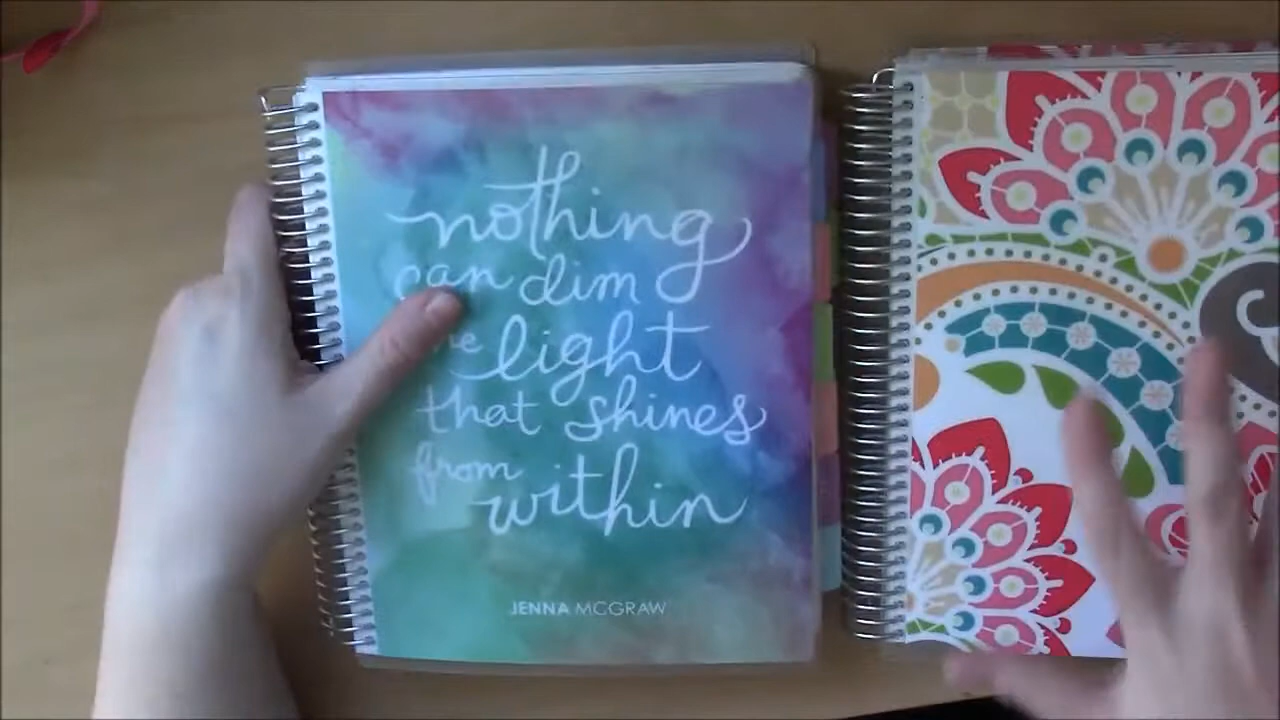 nothing
can dim
light
that shines
from
within
JENNA MCGRAW